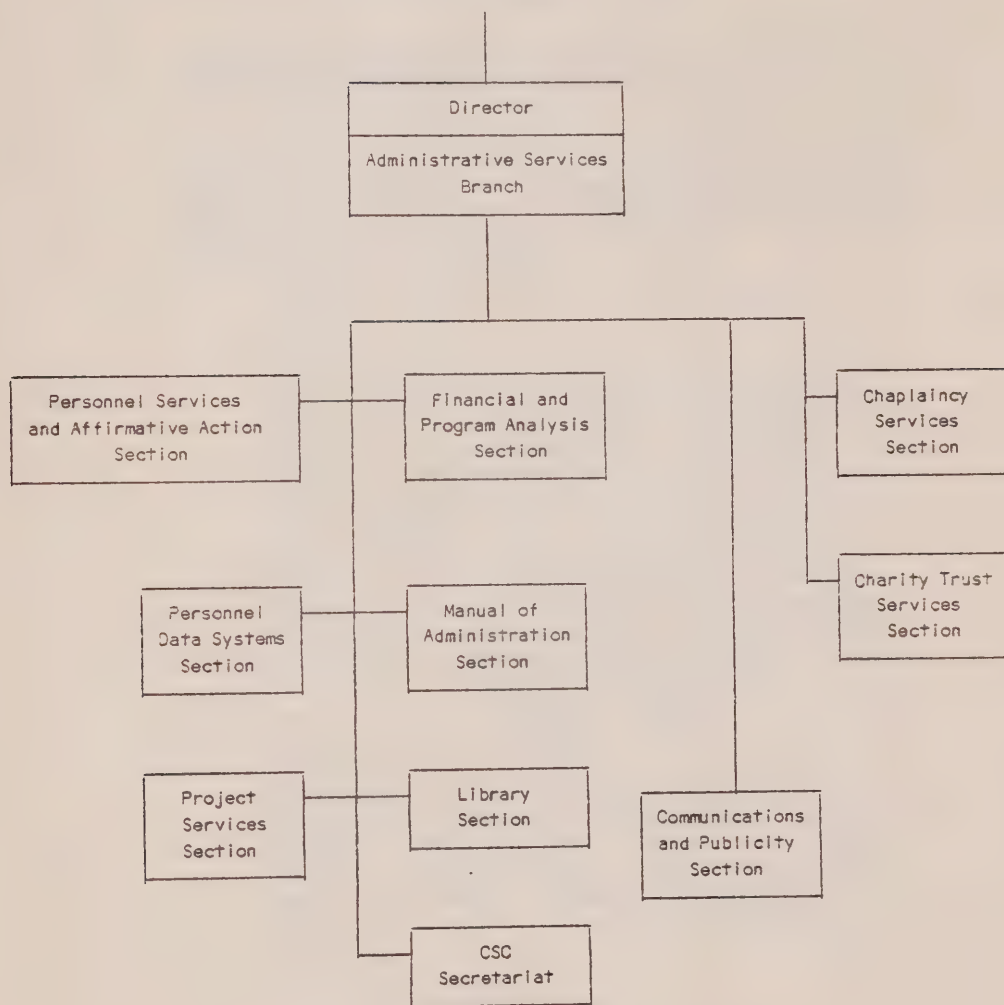 Director
Administrative Services
Branch
Personnel Services
and Affirmative Action
Section
Financial and
Program Analysis
Section
Chaplaincy
Services
Section
Personnel
Data Systems
Section
Manual of
Administration
Section
Charity Trust
Services
Section
Project
Services
Section
Library
Section
Communications
and Publicity
Section
CSC
Secretariat